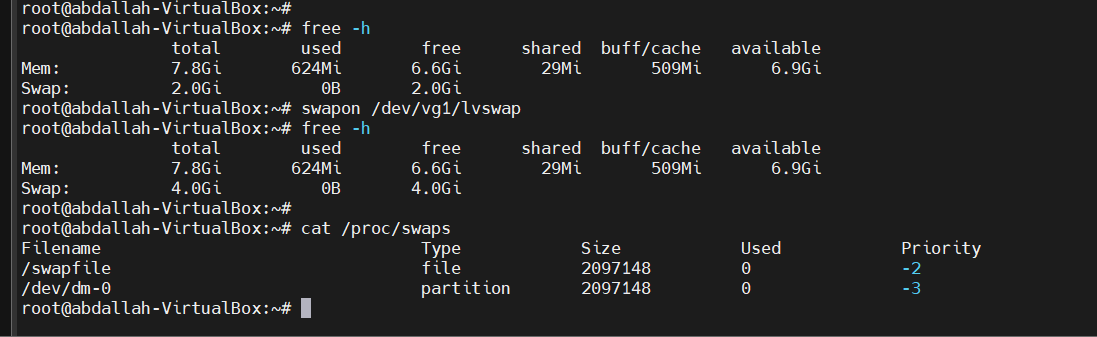 root@abdallah-VirtualBox:~#
root@abdallah-VirtualBox:~# free -h
              total        used        free      shared  buff/cache   available
Mem:          7.8Gi       624Mi       6.6Gi        29Mi       509Mi       6.9Gi
Swap:         2.0Gi          0B       2.0Gi
root@abdallah-VirtualBox:~# swapon /dev/vg1/lvswap
root@abdallah-VirtualBox:~# free -h
              total        used        free      shared  buff/cache   available
Mem:          7.8Gi       624Mi       6.6Gi        29Mi       509Mi       6.9Gi
Swap:         4.0Gi          0B       4.0Gi
root@abdallah-VirtualBox:~#
root@abdallah-VirtualBox:~# cat /proc/swaps
Filename                                Type            Size            Used            Priority
/swapfile                               file            2097148         0               -2
/dev/dm-0                               partition       2097148         0               -3
root@abdallah-VirtualBox:~#